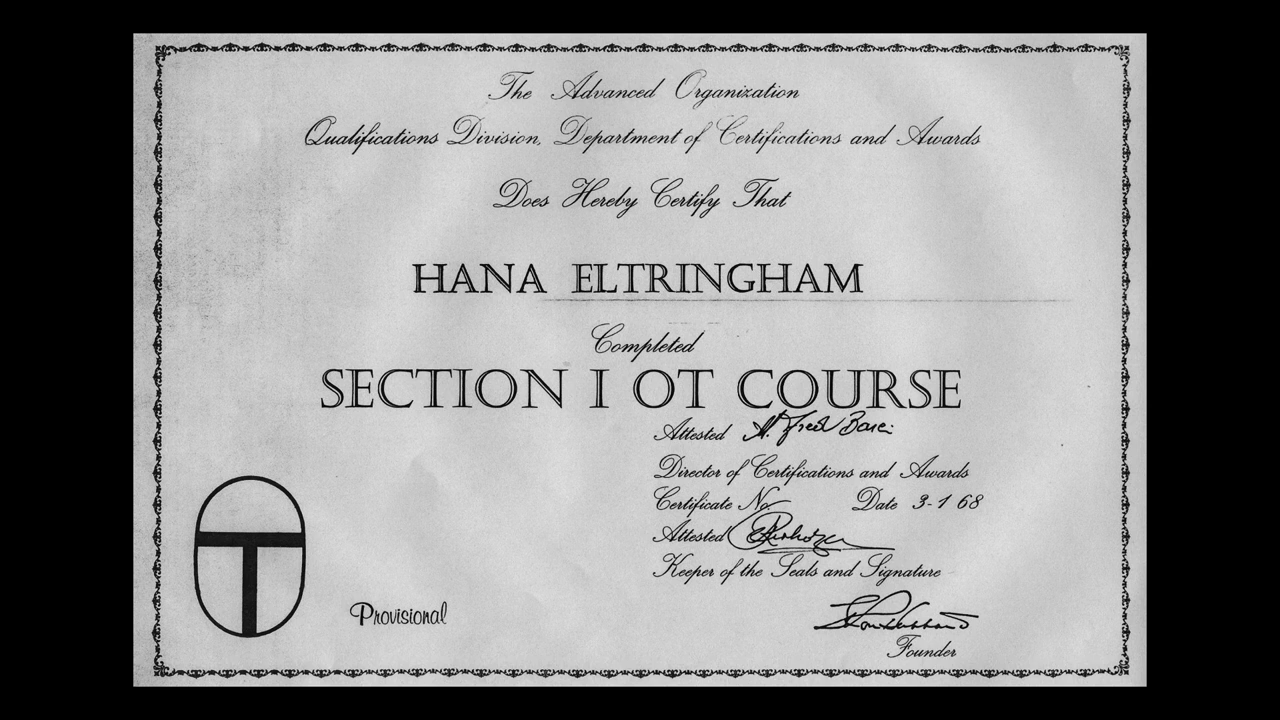 The Advanced Organization
Qualifications Division, Department of Certifications and Awards
Does Hereby Certify That
HANA ELTRINGHAM
Completed
SECTION I OT COURSE
Attested
Director of Certifications and Awards
Certificate No. Date 3-1 68
Attested
Keeper of the Seals and Signature
Provisional
Founder